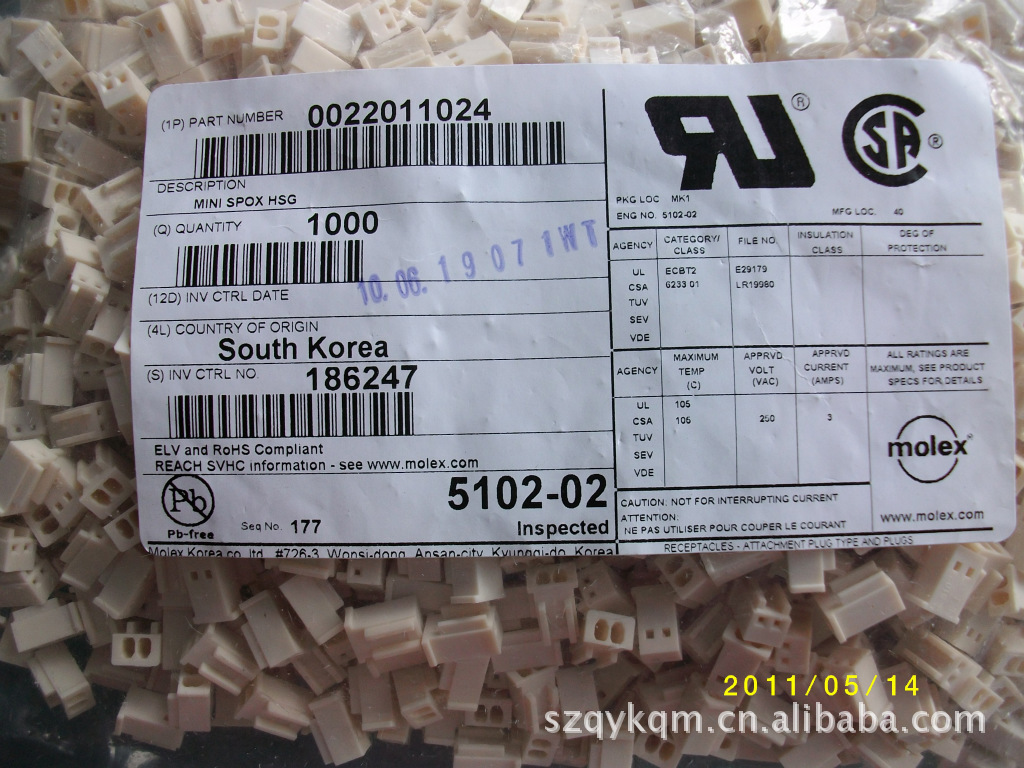 (1P) PART NUMBER 0022011024
DESCRIPTION
MINI SPOX HSG
(Q) QUANTITY 1000
10.06.1907 1WT
(12D) INV CTRL DATE
(4L) COUNTRY OF ORIGIN
South Korea
(S) INV CTRL NO. 186247
ELV and RoHS Compliant
REACH SVHC information - see www.molex.com
Pb
Pb-free
Seq No. 177
5102-02
Inspected
Molex Korea co. ltd. #726-3 Wonsi-dong, Ansan-city, Kyunggi-do, Korea
RU ®
CSA ®
PKG LOC MK1
ENG NO. 5102-02 MFG LOC. 40
AGENCY CATEGORY/ CLASS FILE NO. INSULATION CLASS DEG OF PROTECTION
UL ECBT2 E29179
CSA 6233 01 LR19980
TUV
SEV
VDE
AGENCY MAXIMUM TEMP (C) APPRVD VOLT (VAC) APPRVD CURRENT (AMPS)
ALL RATINGS ARE
MAXIMUM, SEE PRODUCT
SPECS FOR DETAILS
UL 105
CSA 105 250 3
TUV
SEV
VDE
molex®
www.molex.com
CAUTION: NOT FOR INTERRUPTING CURRENT
ATTENTION:
NE PAS UTILISER POUR COUPER LE COURANT
RECEPTACLES - ATTACHMENT PLUG TYPE AND PLUGS
2011/05/14
szqykqm.cn.alibaba.com